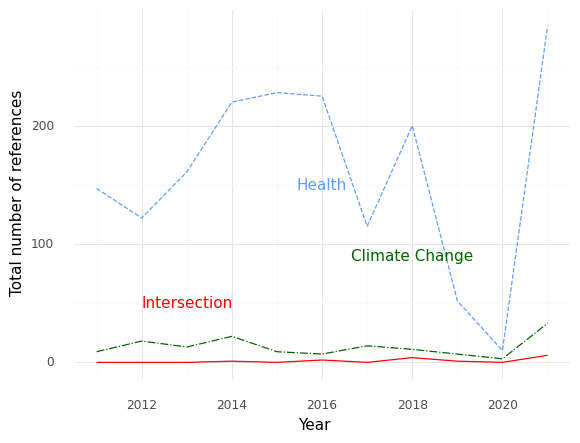 Total number of references
200
100
0
Health
Climate Change
Intersection
2012 2014 2016 2018 2020
Year